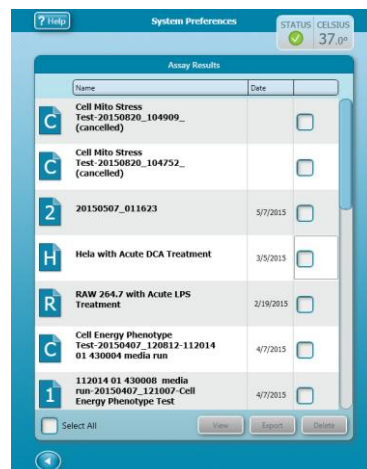 ? Help
System Preferences
STATUS
CELSIUS
37.0°
Assay Results
Name
Date
C
Cell Mito Stress
Test-20150820_104909_
(cancelled)
C
Cell Mito Stress
Test-20150820_104752_
(cancelled)
2
20150507_011623
5/7/2015
H
Hela with Acute DCA Treatment
3/5/2015
R
RAW 264.7 with Acute LPS
Treatment
2/19/2015
C
Cell Energy Phenotype
Test-20150407_120812-112014
01 430004 media run
4/7/2015
1
112014 01 430008 media
run-20150407_121007-Cell
Energy Phenotype Test
4/7/2015
Select All
View
Export
Delete